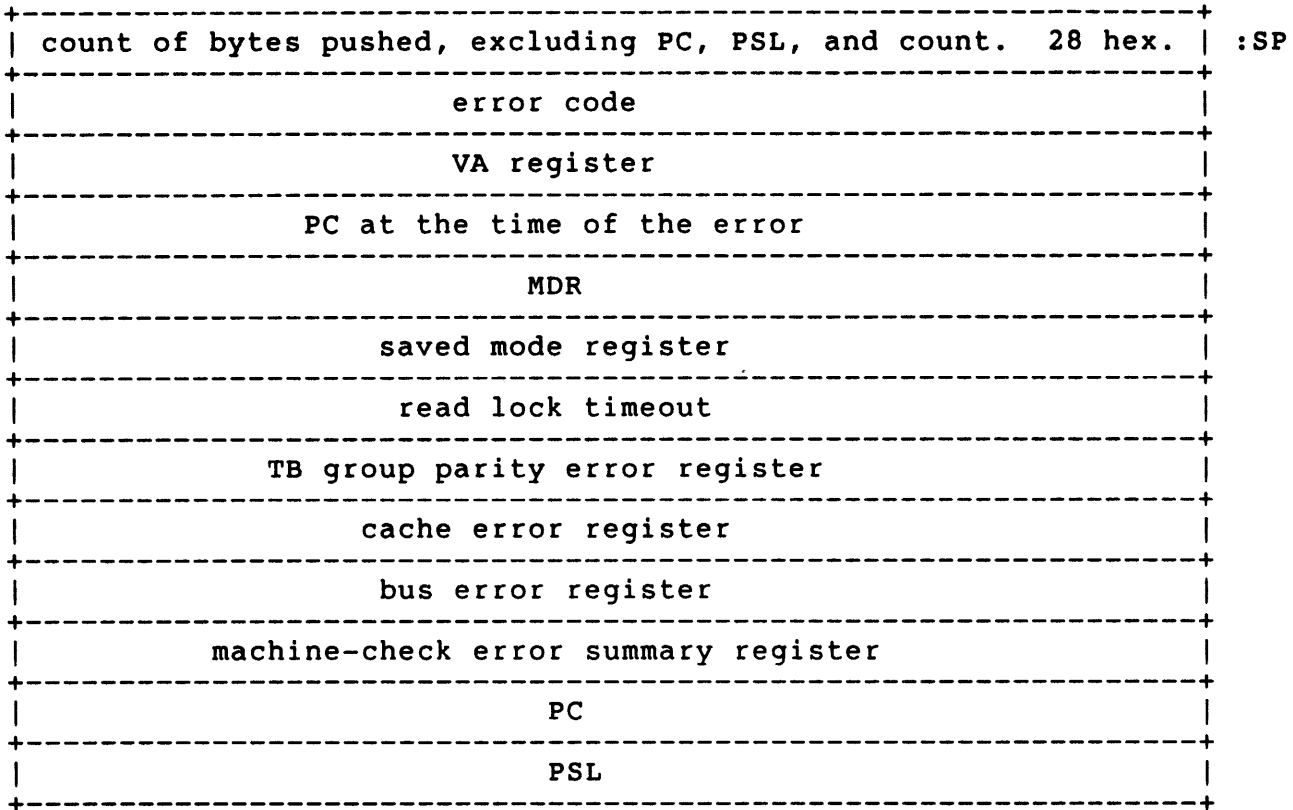 count of bytes pushed, excluding PC, PSL, and count. 28 hex. :SP
error code
VA register
PC at the time of the error
MDR
saved mode register
read lock timeout
TB group parity error register
cache error register
bus error register
machine-check error summary register
PC
PSL